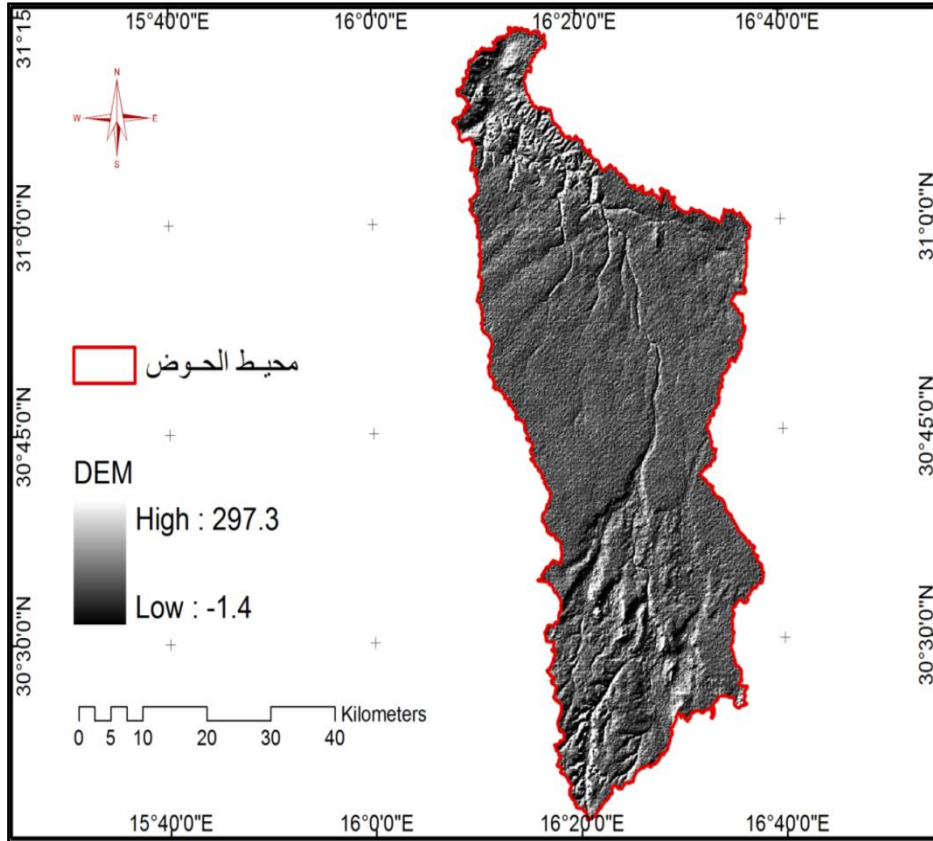 15°40'0"E 16°0'0"E 16°20'0"E 16°40'0"E
31°15
N
W E
S
31°0'0"N 31°0'0"N
محيط الحوض
30°45'0"N 30°45'0"N
DEM
High : 297.3
Low : -1.4
30°30'0"N 30°30'0"N
Kilometers
0 5 10 20 30 40
15°40'0"E 16°0'0"E 16°20'0"E 16°40'0"E